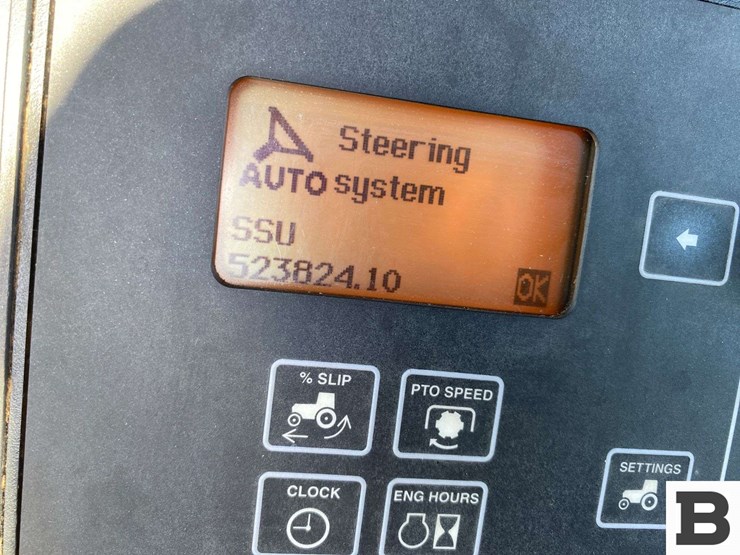 Steering
AUTO system
SSU
523824.10
OK
% SLIP
PTO SPEED
CLOCK
ENG HOURS
SETTINGS
B